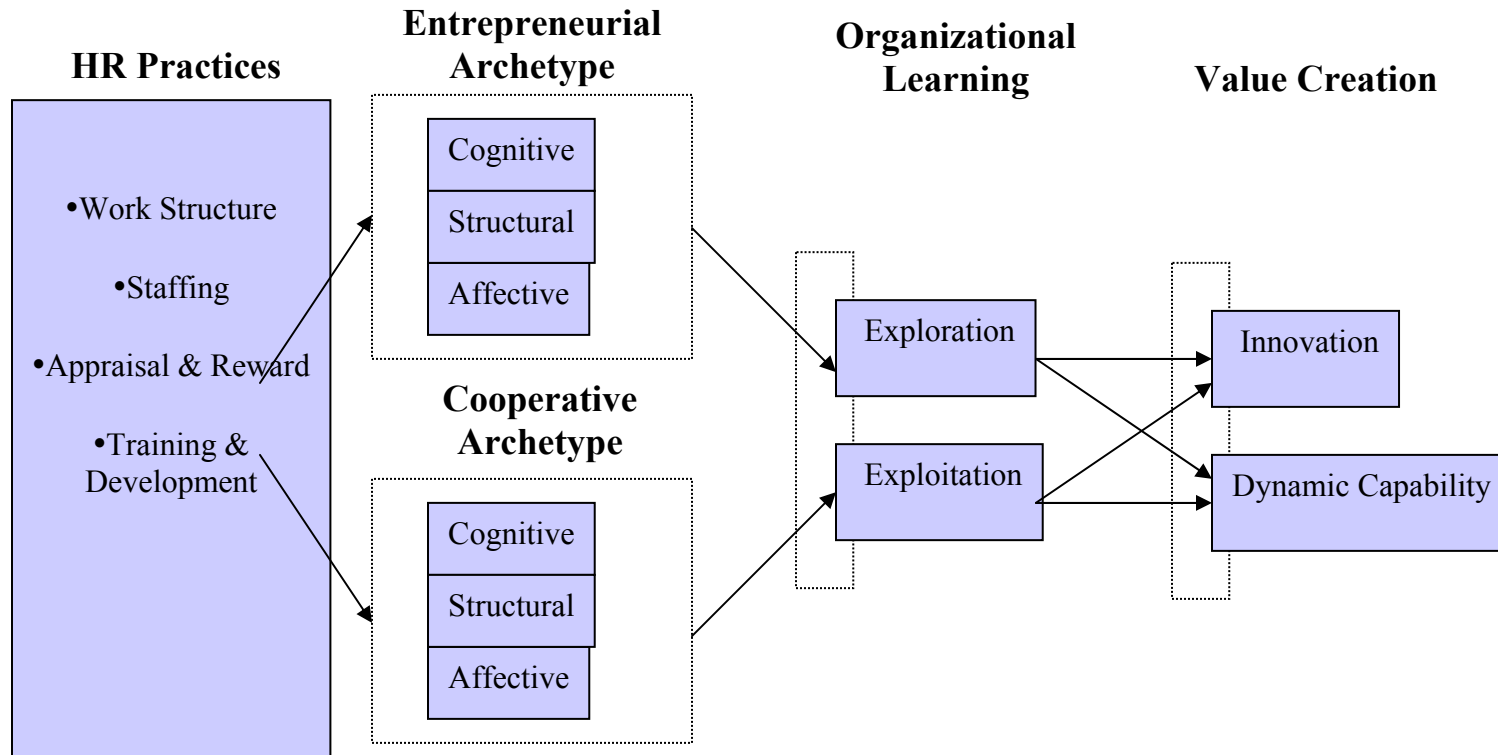 HR Practices
•Work Structure
•Staffing
•Appraisal & Reward
•Training &
Development
Entrepreneurial
Archetype
Cognitive
Structural
Affective
Cooperative
Archetype
Cognitive
Structural
Affective
Organizational
Learning
Exploration
Exploitation
Value Creation
Innovation
Dynamic Capability